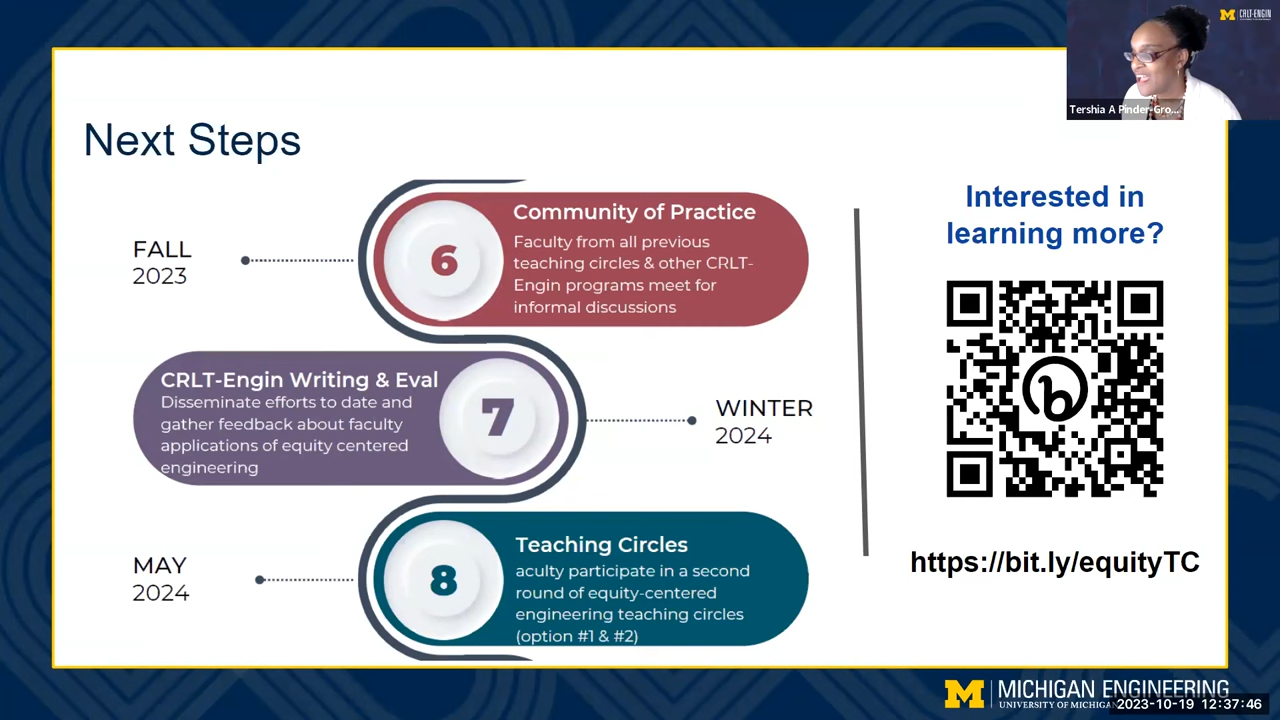 M CRLT-ENGIN
Tershia A Pinder-Gro...
Next Steps
FALL
2023
6
Community of Practice
Faculty from all previous
teaching circles & other CRLT-
Engin programs meet for
informal discussions
CRLT-Engin Writing & Eval
Disseminate efforts to date and
gather feedback about faculty
applications of equity centered
engineering
7
WINTER
2024
MAY
2024
8
Teaching Circles
aculty participate in a second
round of equity-centered
engineering teaching circles
(option #1 & #2)
Interested in
learning more?
b
https://bit.ly/equityTC
M MICHIGAN ENGINEERING
UNIVERSITY OF MICHIGAN
2023-10-19 12:37:46